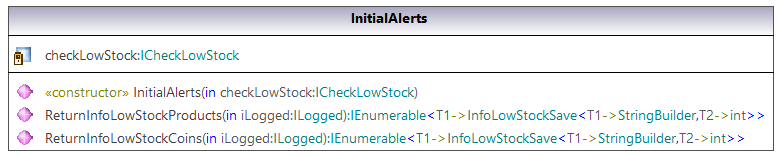 InitialAlerts
checkLowStock:ICheckLowStock
«constructor» InitialAlerts(in checkLowStock:ICheckLowStock)
ReturnInfoLowStockProducts(in iLogged:ILogged):IEnumerable<T1->InfoLowStockSave<T1->StringBuilder,T2->int>>
ReturnInfoLowStockCoins(in iLogged:ILogged):IEnumerable<T1->InfoLowStockSave<T1->StringBuilder,T2->int>>